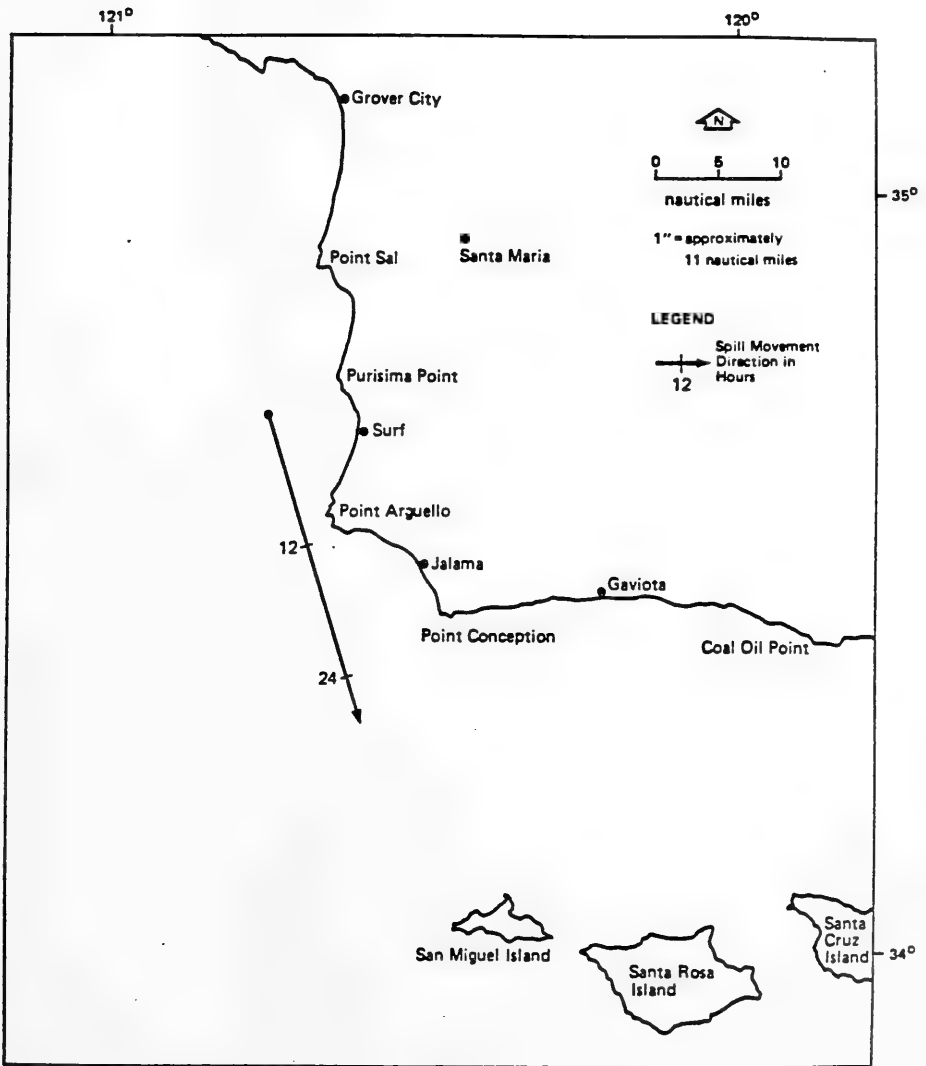 121°
120°
Grover City
N
0 5 10
nautical miles
35°
1" = approximately
11 nautical miles
Point Sal
Santa Maria
LEGEND
Spill Movement
Direction in
Hours
12
Purisima Point
Surf
Point Arguello
12
Jalama
Gaviota
Point Conception
Coal Oil Point
24
San Miguel Island
Santa Rosa
Island
Santa
Cruz
Island
34°